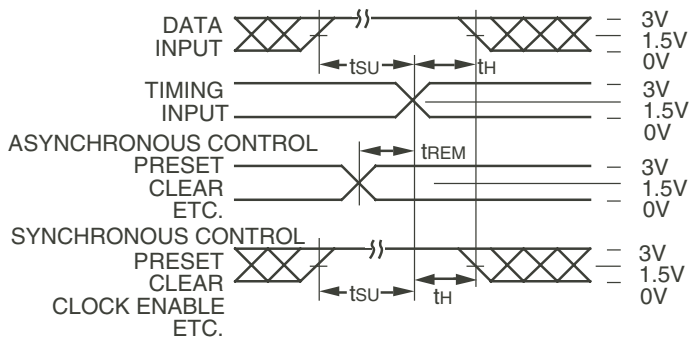 DATA INPUT
tSU
tH
3V
1.5V
0V
TIMING INPUT
3V
1.5V
0V
ASYNCHRONOUS CONTROL
PRESET
CLEAR
ETC.
tREM
3V
1.5V
0V
SYNCHRONOUS CONTROL
PRESET
CLEAR
CLOCK ENABLE
ETC.
tSU
tH
3V
1.5V
0V